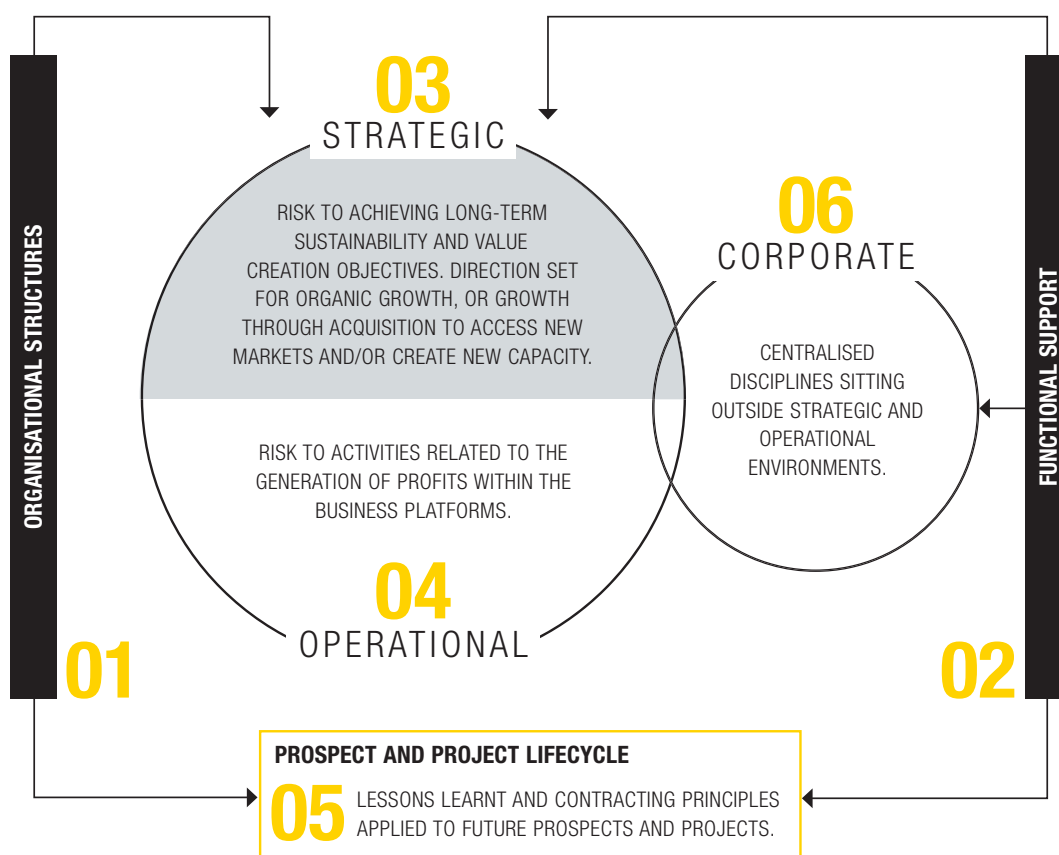 03
STRATEGIC
RISK TO ACHIEVING LONG-TERM
SUSTAINABILITY AND VALUE
CREATION OBJECTIVES. DIRECTION SET
FOR ORGANIC GROWTH, OR GROWTH
THROUGH ACQUISITION TO ACCESS NEW
MARKETS AND/OR CREATE NEW CAPACITY.
RISK TO ACTIVITIES RELATED TO THE
GENERATION OF PROFITS WITHIN THE
BUSINESS PLATFORMS.
04
OPERATIONAL
06
CORPORATE
CENTRALISED
DISCIPLINES SITTING
OUTSIDE STRATEGIC AND
OPERATIONAL
ENVIRONMENTS.
ORGANISATIONAL STRUCTURES
01
FUNCTIONAL SUPPORT
02
PROSPECT AND PROJECT LIFECYCLE
05
LESSONS LEARNT AND CONTRACTING PRINCIPLES
APPLIED TO FUTURE PROSPECTS AND PROJECTS.